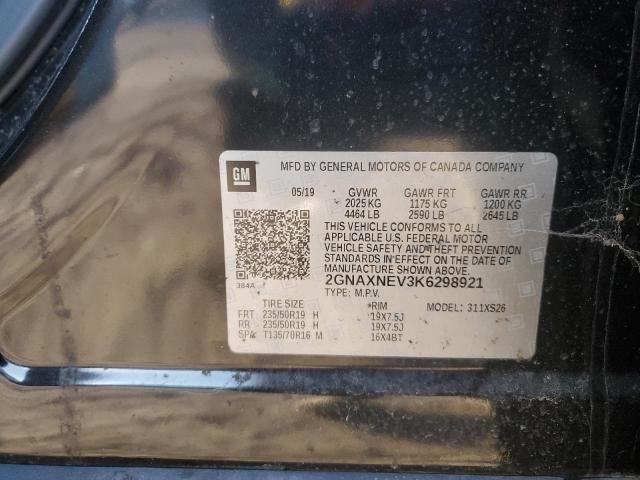 GM
MFD BY GENERAL MOTORS OF CANADA COMPANY
05/19 GVWR GAWR FRT GAWR RR
2025 KG 1175 KG 1200 KG
4464 LB 2590 LB 2645 LB
THIS VEHICLE CONFORMS TO ALL
APPLICABLE U.S. FEDERAL MOTOR
VEHICLE SAFETY AND THEFT PREVENTION
STANDARDS IN EFFECT ON THE DATE OF
MANUFACTURE SHOWN ABOVE.
384A 2GNAXNEV3K6298921
TYPE: M.P.V. MODEL: 311XS26
TIRE SIZE *RIM
FRT 235/50R19 H 19X7.5J
RR 235/50R19 H 19X7.5J
SPA T135/70R16 M 16X4BT